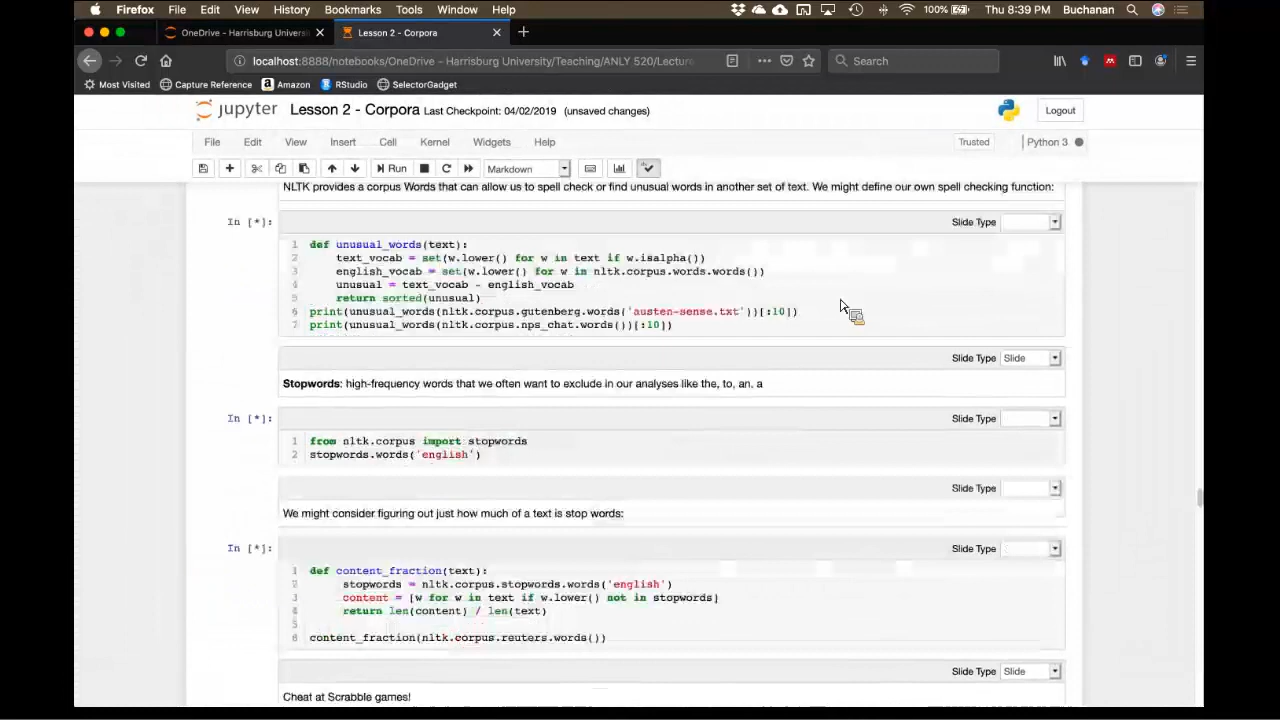 Firefox File Edit View History Bookmarks Tools Window Help 100% Thu 8:39 PM Buchanan
OneDrive - Harrisburg Universi Lesson 2 - Corpora
localhost:8888/notebooks/OneDrive - Harrisburg University/Teaching/ANLY 520/Lecture Search
Most Visited Capture Reference Amazon RStudio SelectorGadget
jupyter Lesson 2 - Corpora Last Checkpoint: 04/02/2019 (unsaved changes) Logout
File Edit View Insert Cell Kernel Widgets Help Trusted Python 3
Run Markdown
NLTK provides a corpus Words that can allow us to spell check or find unusual words in another set of text. We might define our own spell checking function:
In [*]: Slide Type
1 def unusual_words(text):
2 text_vocab = set(w.lower() for w in text if w.isalpha())
3 english_vocab = set(w.lower() for w in nltk.corpus.words.words())
4 unusual = text_vocab - english_vocab
5 return sorted(unusual)
6 print(unusual_words(nltk.corpus.gutenberg.words('austen-sense.txt'))[:10])
7 print(unusual_words(nltk.corpus.nps_chat.words())[:10])
Slide Type Slide
Stopwords: high-frequency words that we often want to exclude in our analyses like the, to, an. a
In [*]: Slide Type
1 from nltk.corpus import stopwords
2 stopwords.words('english')
Slide Type
We might consider figuring out just how much of a text is stop words:
In [*]: Slide Type
1 def content_fraction(text):
2 stopwords = nltk.corpus.stopwords.words('english')
3 content = [w for w in text if w.lower() not in stopwords]
4 return len(content) / len(text)
5
6 content_fraction(nltk.corpus.reuters.words())
Slide Type Slide
Cheat at Scrabble games!